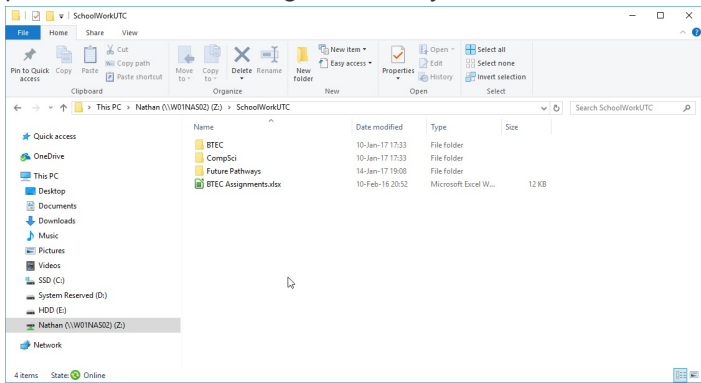 SchoolWorkUTC
File Home Share View
Pin to Quick access
Copy
Paste
Cut
Copy path
Paste shortcut
Clipboard
Move to
Copy to
Delete
Rename
Organize
New folder
New item
Easy access
New
Properties
Open
Edit
History
Open
Select all
Select none
Invert selection
Select
This PC > Nathan (\\W01NAS02) (Z:) > SchoolWorkUTC
Search SchoolWorkUTC
Name Date modified Type Size
BTEC 10-Jan-17 17:33 File folder
CompSci 10-Jan-17 17:33 File folder
Future Pathways 14-Jan-17 19:08 File folder
BTEC Assignments.xlsx 10-Feb-16 20:52 Microsoft Excel W... 12 KB
Quick access
OneDrive
This PC
Desktop
Documents
Downloads
Music
Pictures
Videos
SSD (C:)
System Reserved (D:)
HDD (E:)
Nathan (\\W01NAS02) (Z:)
Network
4 items State: Online